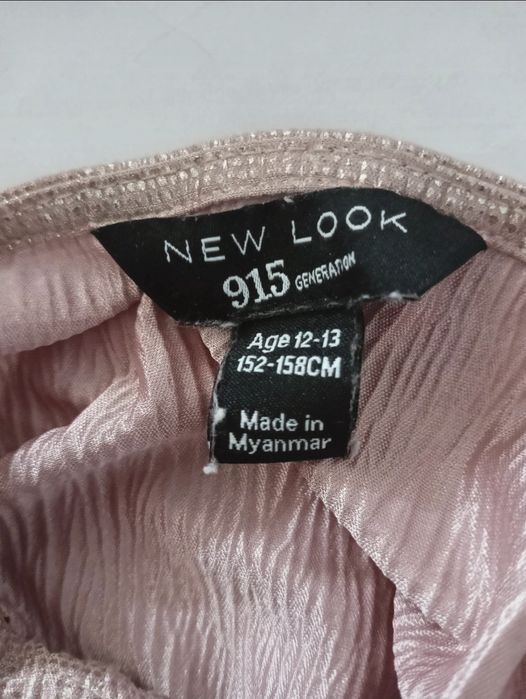 NEW LOOK
915 GENERATION
Age 12-13
152-158CM
Made in
Myanmar